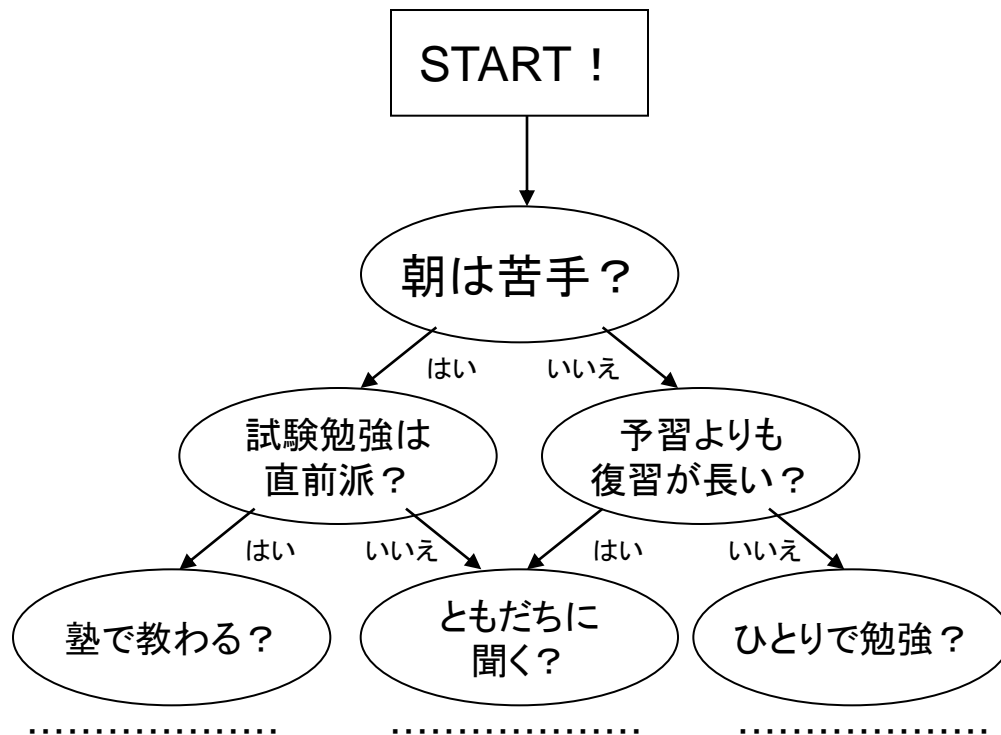 START！
朝は苦手？
はい
いいえ
試験勉強は
直前派？
予習よりも
復習が長い？
はい
いいえ
はい
いいえ
塾で教わる？
ともだちに
聞く？
ひとりで勉強？
………………
………………
………………